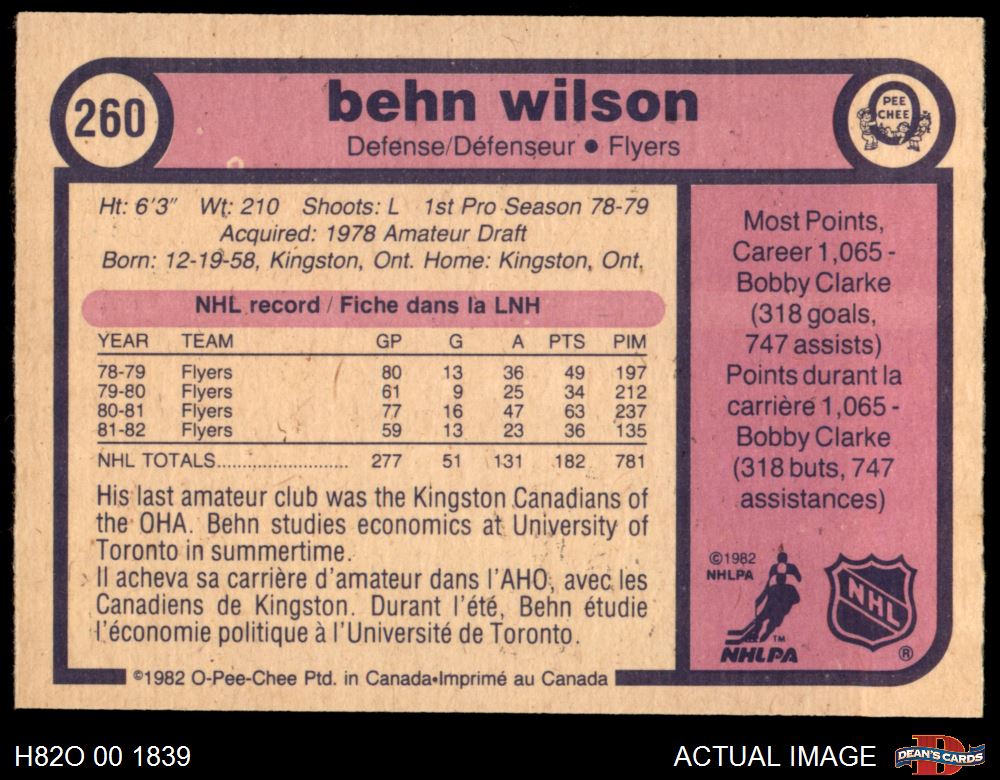 260
behn wilson
Defense/Défenseur ● Flyers
O
PEE
CHEE
Ht: 6'3" Wt: 210 Shoots: L 1st Pro Season 78-79
Acquired: 1978 Amateur Draft
Born: 12-19-58, Kingston, Ont. Home: Kingston, Ont.
NHL record / Fiche dans la LNH
YEAR TEAM GP G A PTS PIM
78-79 Flyers 80 13 36 49 197
79-80 Flyers 61 9 25 34 212
80-81 Flyers 77 16 47 63 237
81-82 Flyers 59 13 23 36 135
NHL TOTALS.......................... 277 51 131 182 781
His last amateur club was the Kingston Canadians of
the OHA. Behn studies economics at University of
Toronto in summertime.
Il acheva sa carrière d'amateur dans l'AHO, avec les
Canadiens de Kingston. Durant l'été, Behn étudie
l'économie politique à l'Université de Toronto.
©1982 O-Pee-Chee Ptd. in Canada•Imprimé au Canada
Most Points,
Career 1,065 -
Bobby Clarke
(318 goals,
747 assists)
Points durant la
carrière 1,065 -
Bobby Clarke
(318 buts, 747
assistances)
©1982
NHLPA
TM
NHLPA
NHL
®
H82O 00 1839
ACTUAL IMAGE
D
DEAN'S CARDS